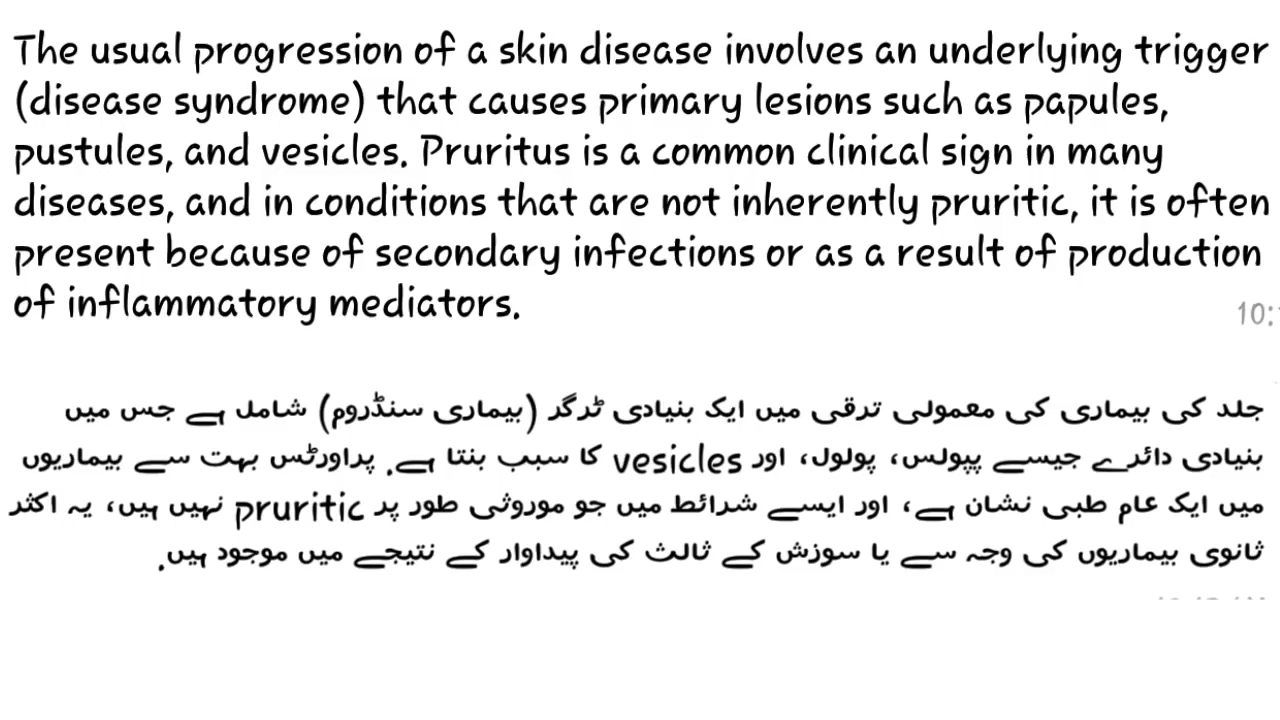 The usual progression of a skin disease involves an underlying trigger
(disease syndrome) that causes primary lesions such as papules,
pustules, and vesicles. Pruritus is a common clinical sign in many
diseases, and in conditions that are not inherently pruritic, it is often
present because of secondary infections or as a result of production
of inflammatory mediators.
10:
جلد کی بیماری کی معمولی ترقی میں ایک بنیادی ٹرگر (بیماری سنڈروم) شامل ہے جس میں
بنیادی دائرے جیسے پیپولس، پولول، اور vesicles کا سبب بنتا ہے. پراورٹس بہت سے بیماریوں
میں ایک عام طبی نشان ہے، اور ایسے شرائط میں جو موروثی طور پر pruritic نہیں ہیں، یہ اکثر
ثانوی بیماریوں کی وجہ سے یا سوزش کے ثالث کی پیداوار کے نتیجے میں موجود ہیں.